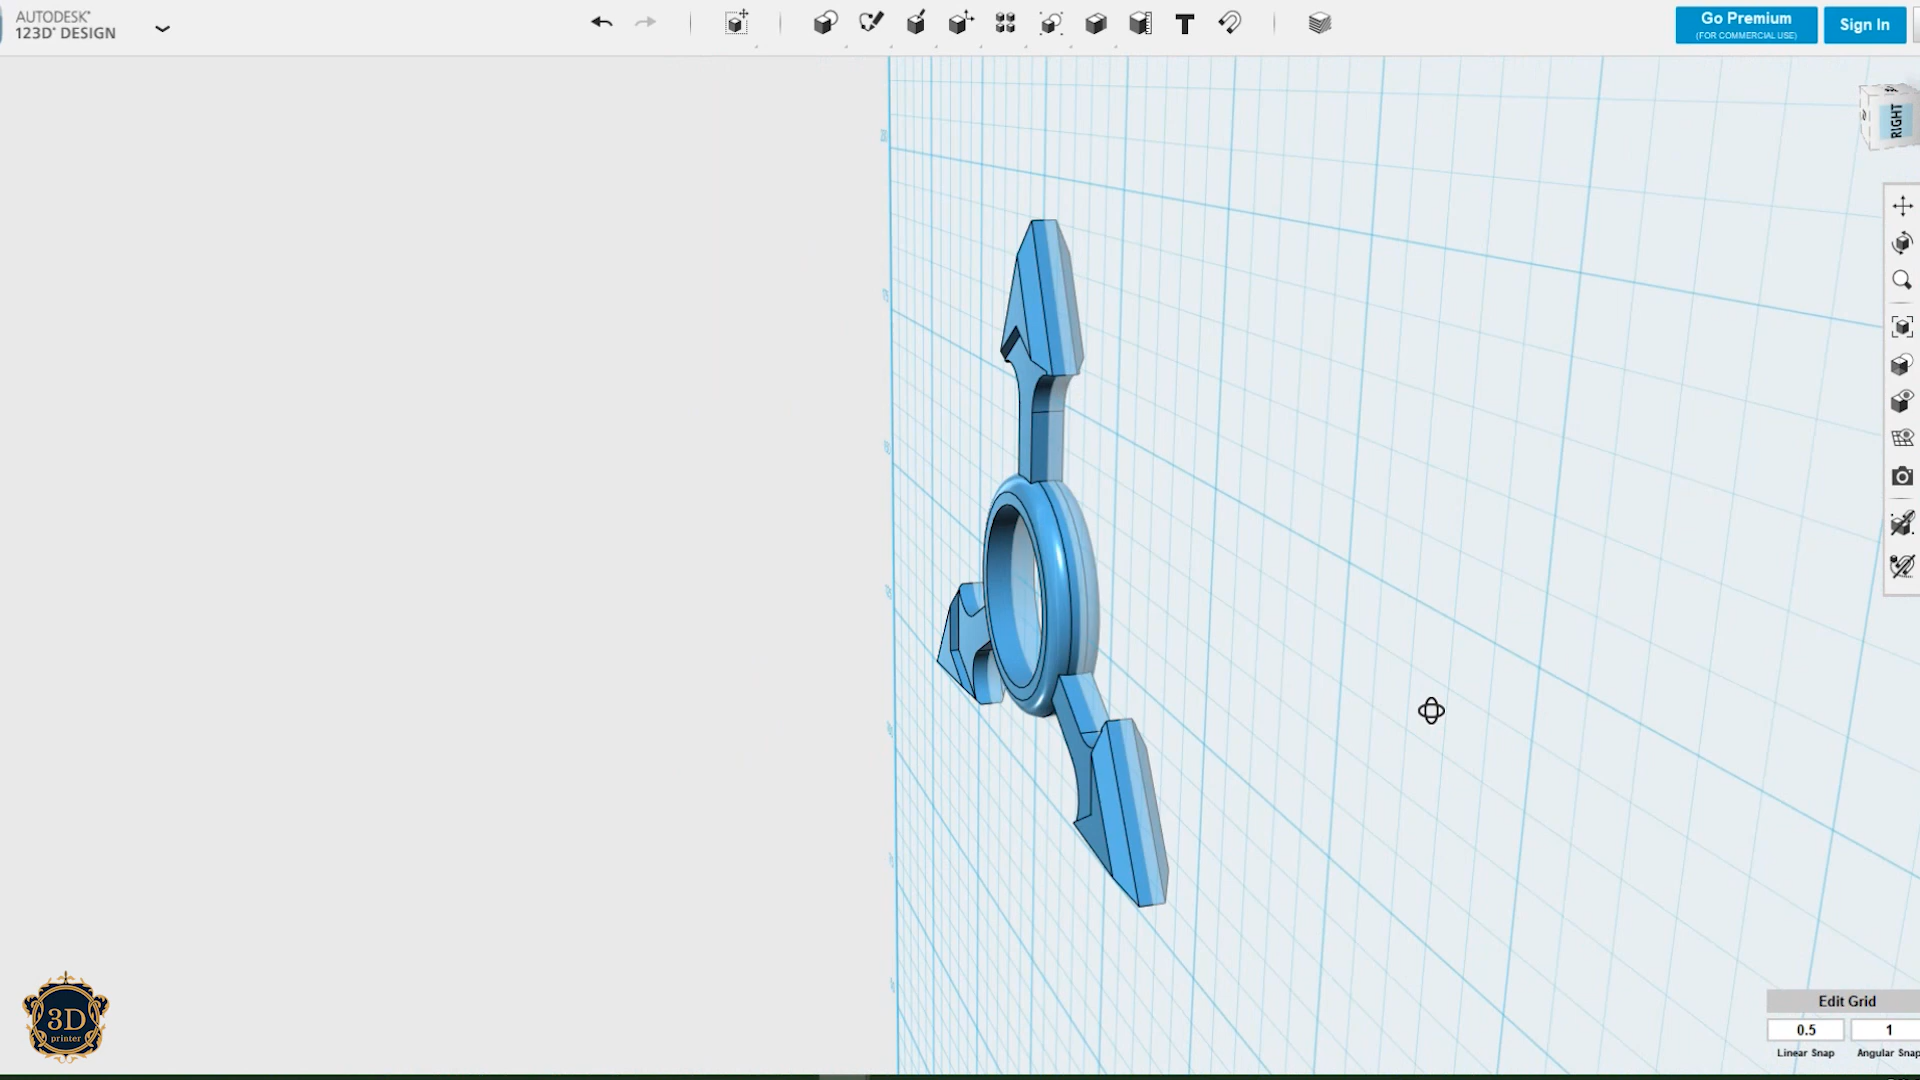 AUTODESK®
123D® DESIGN
Go Premium
(FOR COMMERCIAL USE)
Sign In
RIGHT
3D
printer
Edit Grid
0.5
1
Linear Snap
Angular Snap